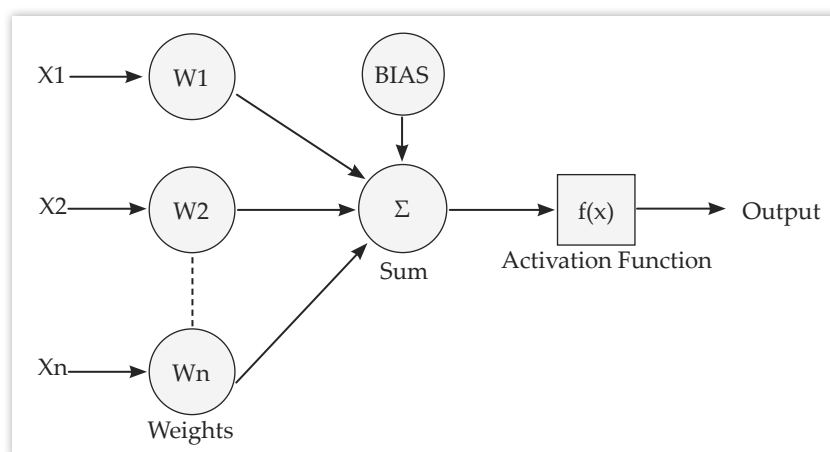 X1
W1
BIAS
X2
W2
Σ
f(x)
Output
Sum
Activation Function
Xn
Wn
Weights